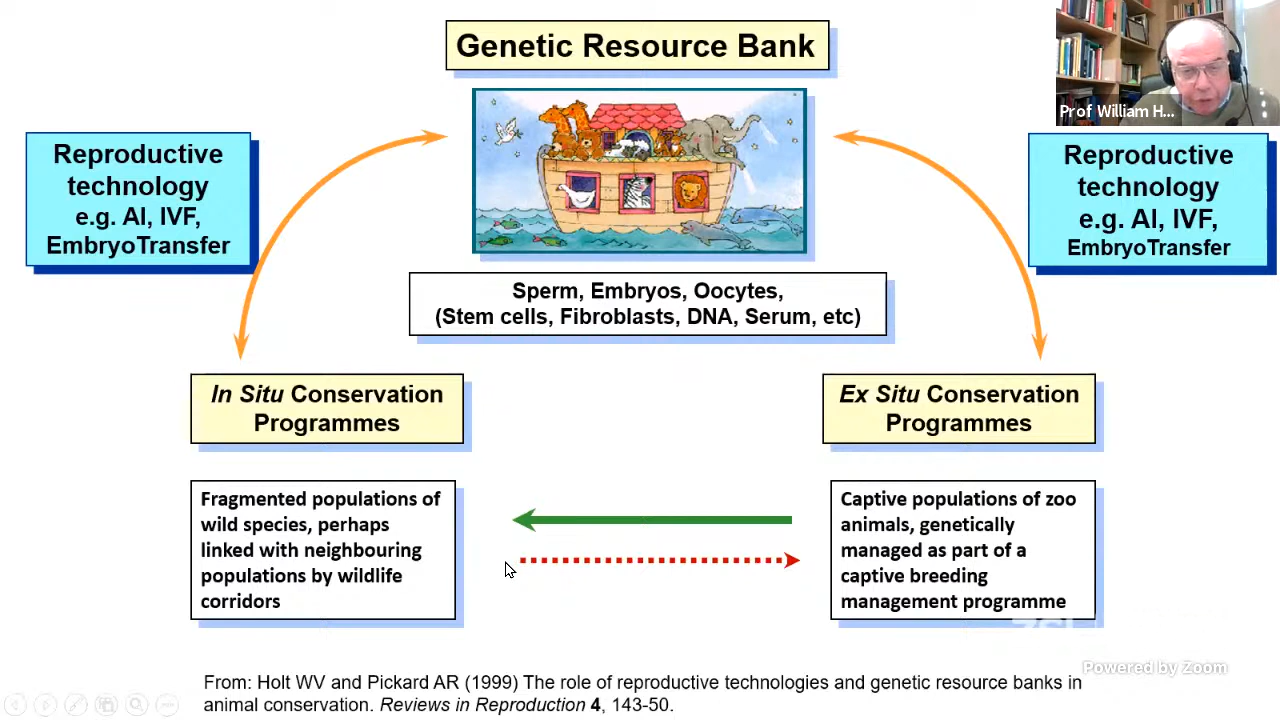 Genetic Resource Bank
Prof William H...
Reproductive
technology
e.g. AI, IVF,
EmbryoTransfer
Reproductive
technology
e.g. AI, IVF,
EmbryoTransfer
Sperm, Embryos, Oocytes,
(Stem cells, Fibroblasts, DNA, Serum, etc)
In Situ Conservation
Programmes
Ex Situ Conservation
Programmes
Fragmented populations of
wild species, perhaps
linked with neighbouring
populations by wildlife
corridors
Captive populations of zoo
animals, genetically
managed as part of a
captive breeding
management programme
Powered by Zoom
From: Holt WV and Pickard AR (1999) The role of reproductive technologies and genetic resource banks in
animal conservation. Reviews in Reproduction 4, 143-50.